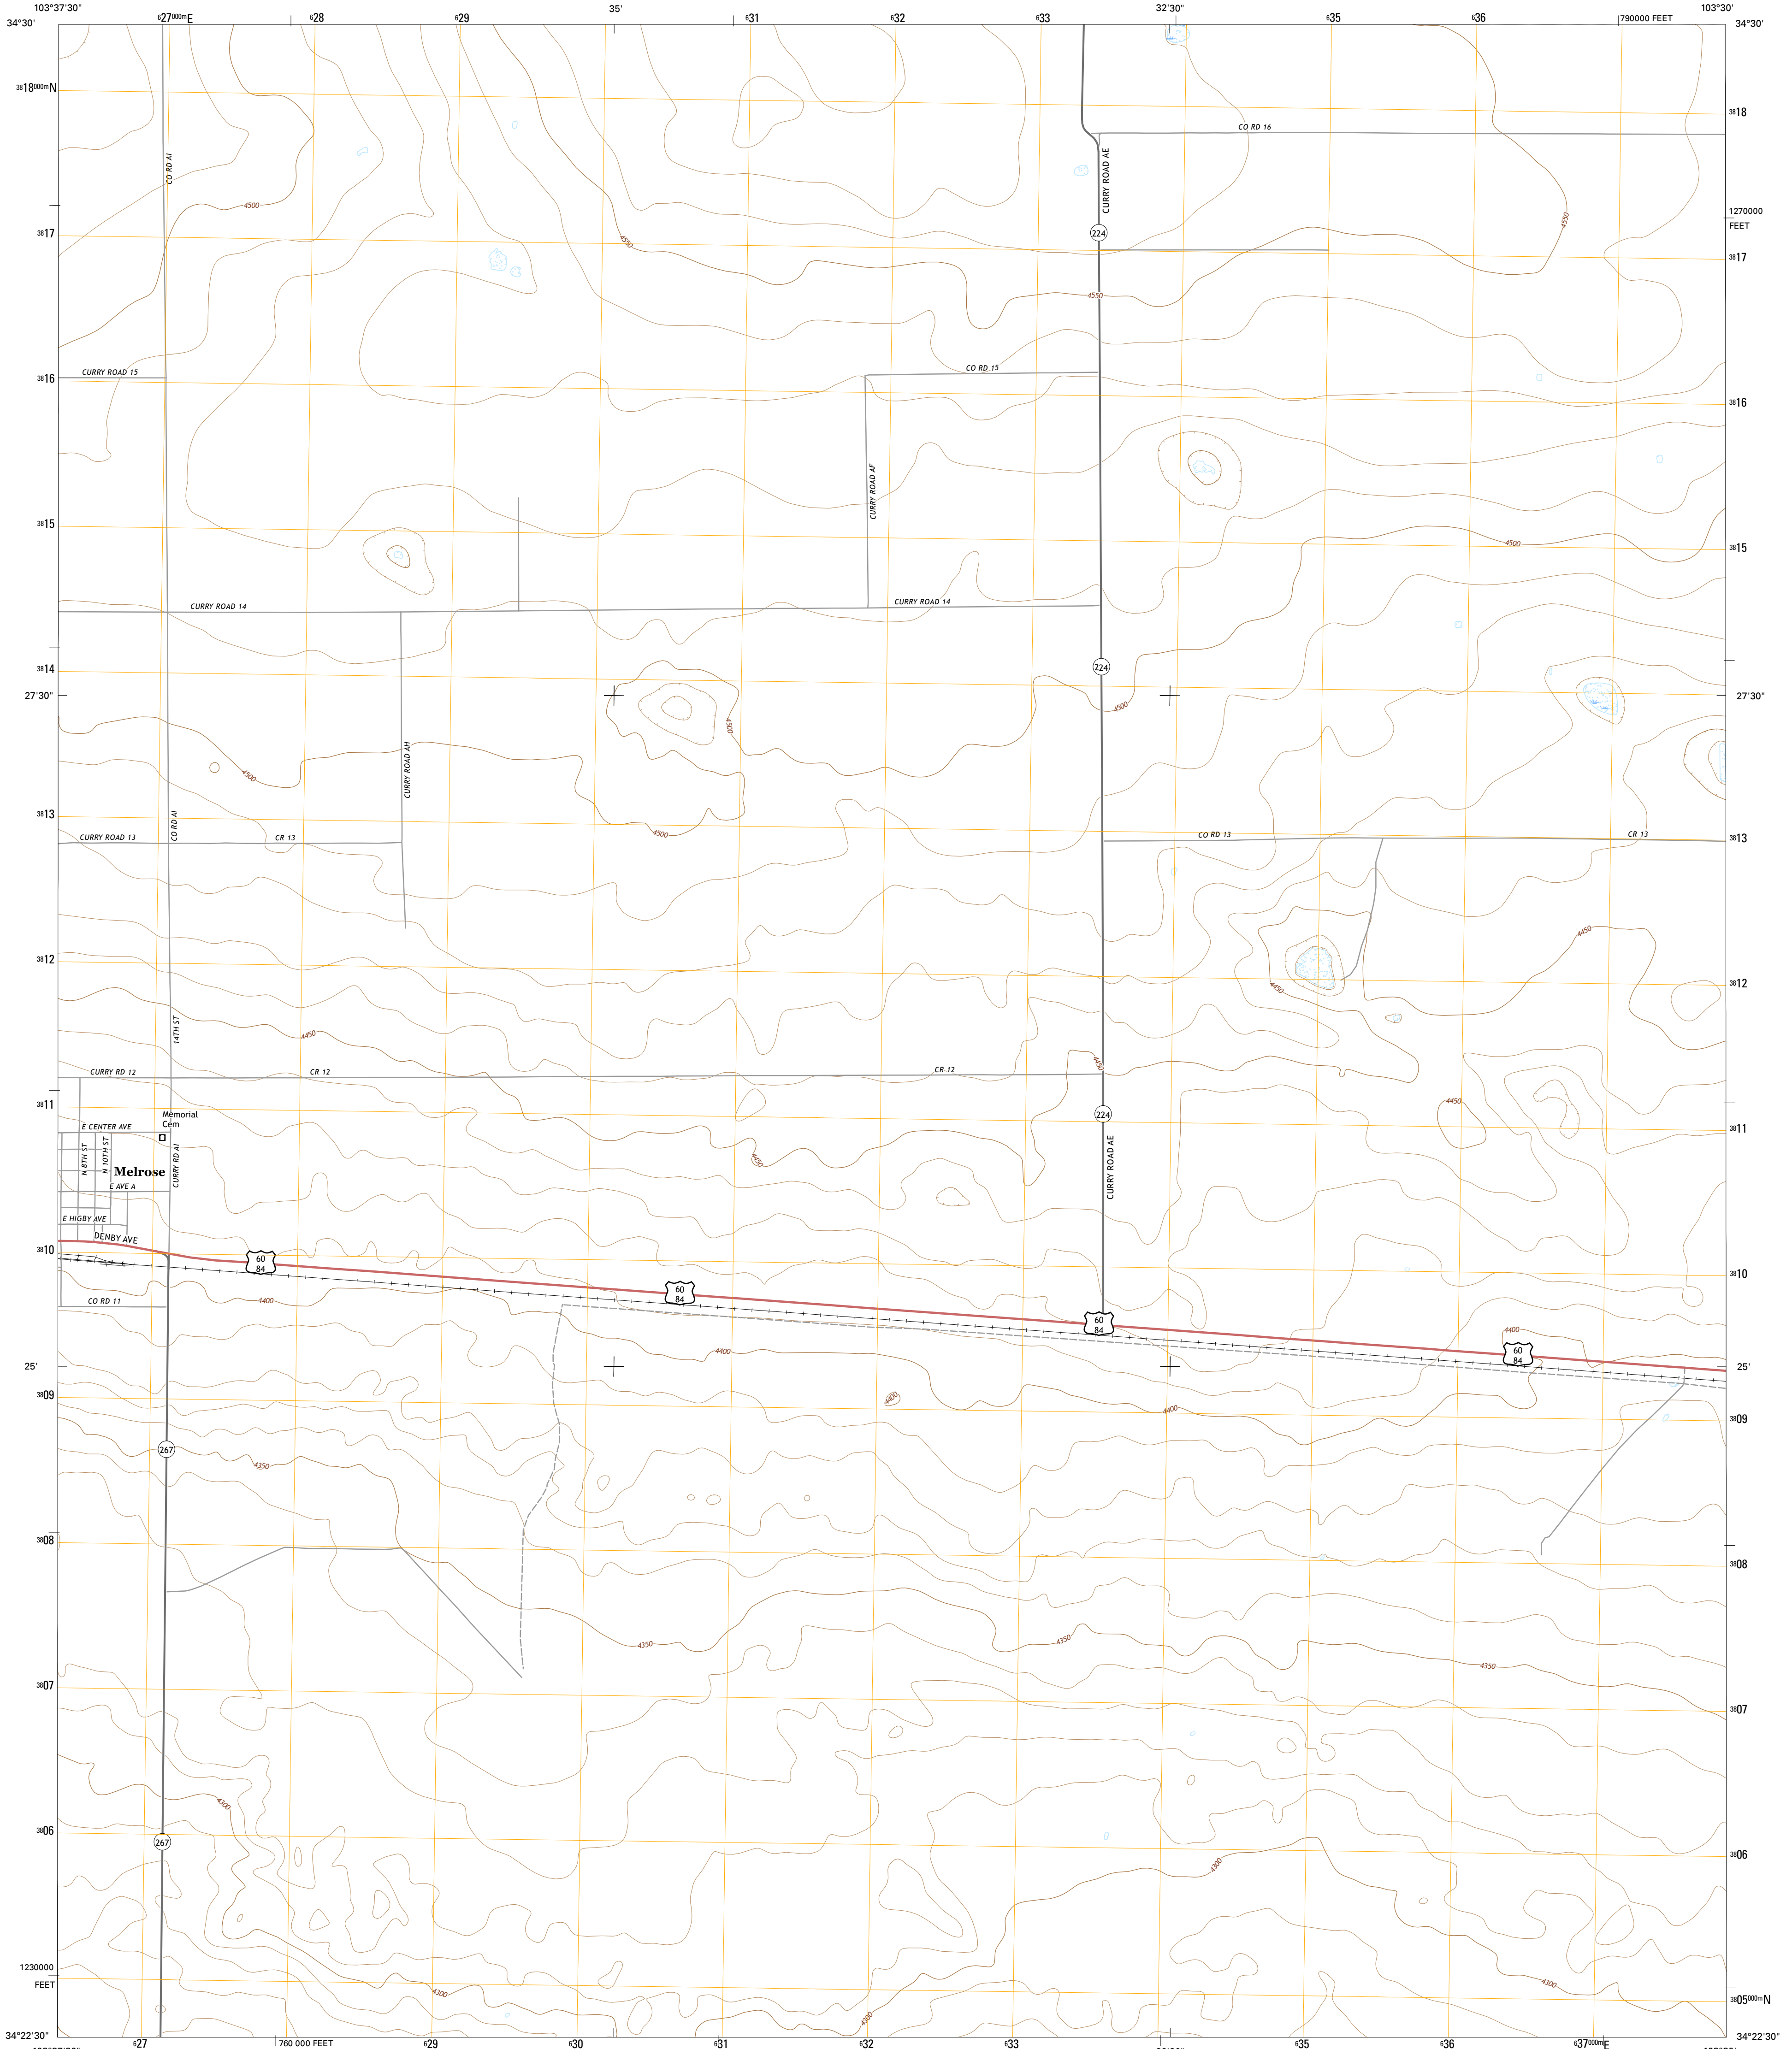 103°37'30" 627000mE 628 629 35' 631 632 633 32'30" 635 636 790000 FEET 103°30'
34°30' 34°30'
3818000mN
3818
CO RD 16
CO RD AI
CURRY ROAD AE
4500
4550
1270000
FEET
3817
224
4550
3817
4550
CURRY ROAD 15
CO RD 15
3816
3816
CURRY ROAD AF
3815
4500
3815
CURRY ROAD 14
CURRY ROAD 14
3814
224
27'30"
27'30"
4500
4500
4500
CURRY ROAD AH
3813
CO RD AI
4500
CURRY ROAD 13
CR 13
CO RD 13
CR 13
3813
4450
3812
3812
4450
14TH ST
4450
4450
CURRY RD 12
CR 12
CR 12
3811
4450
224
Memorial
Cem
E CENTER AVE
3811
N 8TH ST
N 10TH ST
CURRY RD AI
Melrose
4450
CURRY ROAD AE
E AVE A
E HIGBY AVE
DENBY AVE
3810
60
84
3810
60
84
CO RD 11
4400
60
84
4400
60
84
25'
4400
25'
3809
4400
4400
3809
267
4350
3808
3808
4350
4350
4350
3807
3807
4300
3806
267
3806
4300
1230000
FEET
4300
4300
4300
3805000mN
34°22'30"
34°22'30"
627 760 000 FEET 629 630 631 632 633 635 636 637000mE